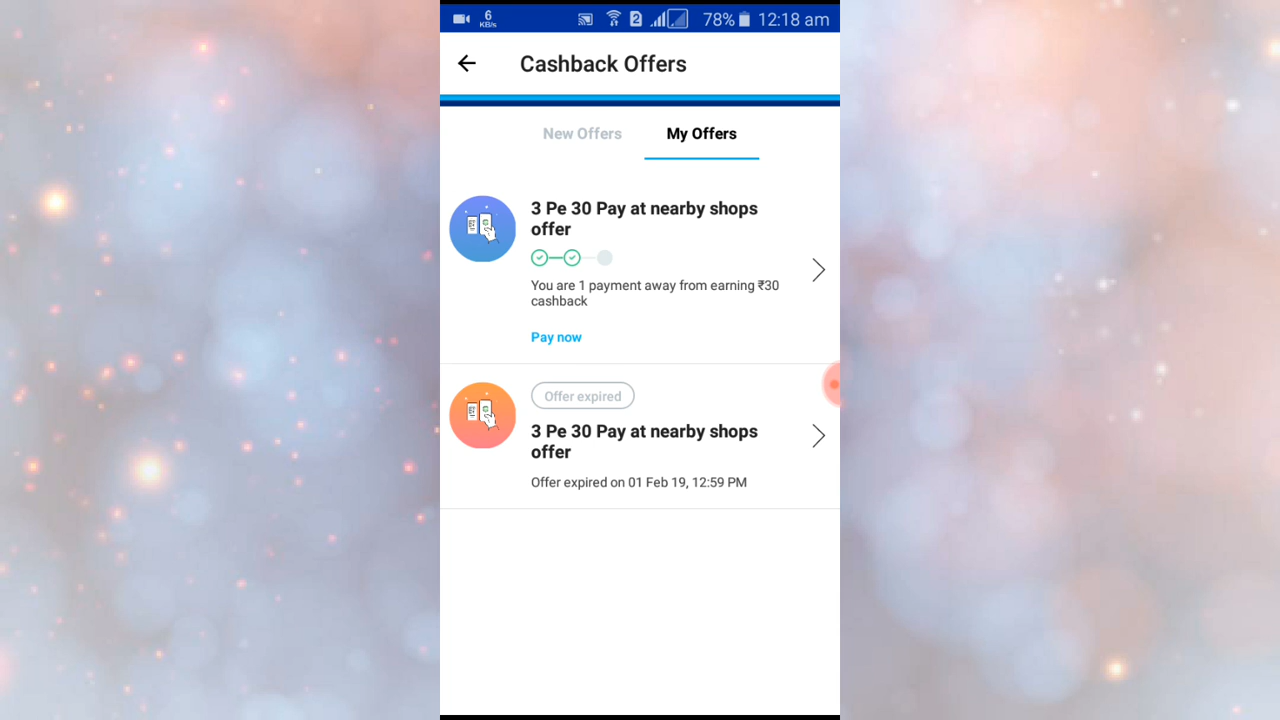 6
KB/s
2
78%
12:18 am
Cashback Offers
New Offers
My Offers
3 Pe 30 Pay at nearby shops
offer
You are 1 payment away from earning ₹30
cashback
Pay now
Offer expired
3 Pe 30 Pay at nearby shops
offer
Offer expired on 01 Feb 19, 12:59 PM